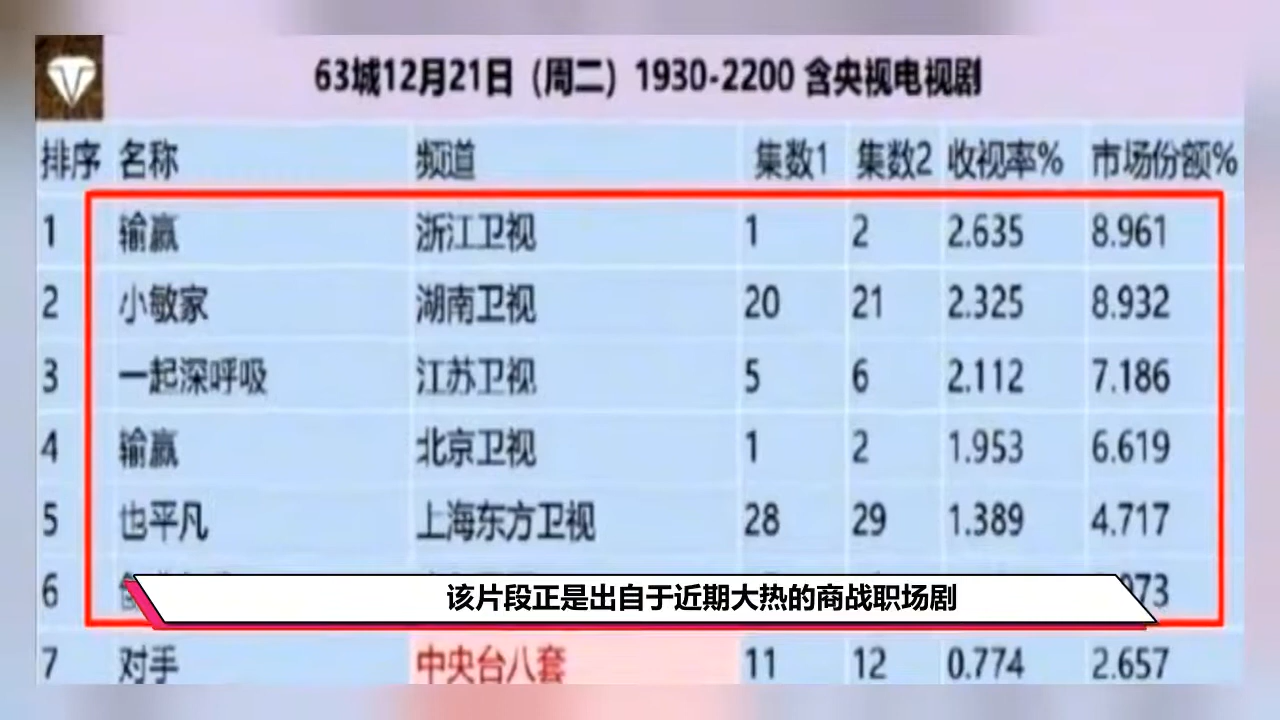 63城12月21日（周二）1930-2200 含央视电视剧
排序 名称 频道 集数1 集数2 收视率% 市场份额%
1 输赢 浙江卫视 1 2 2.635 8.961
2 小敏家 湖南卫视 20 21 2.325 8.932
3 一起深呼吸 江苏卫视 5 6 2.112 7.186
4 输赢 北京卫视 1 2 1.953 6.619
5 也平凡 上海东方卫视 28 29 1.389 4.717
6
该片段正是出自于近期大热的商战职场剧
7 对手 中央台八套 11 12 0.774 2.657